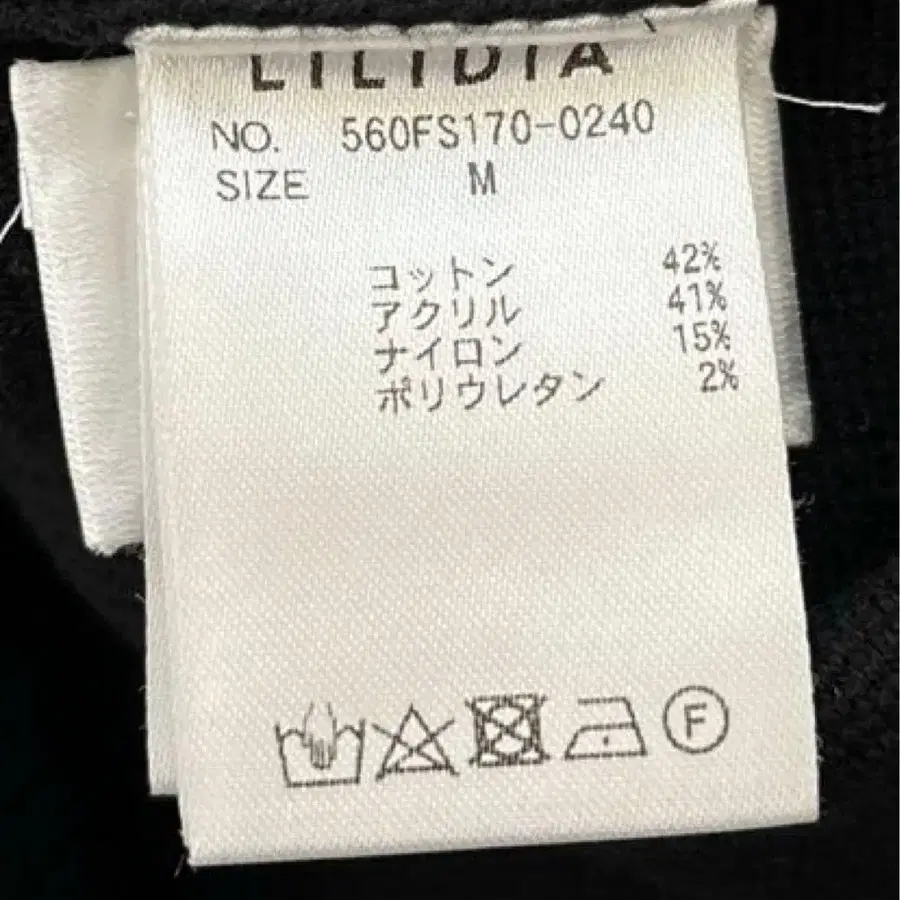 LILIDIA
NO. 560FS170-0240
SIZE M
コットン 42%
アクリル 41%
ナイロン 15%
ポリウレタン 2%
F